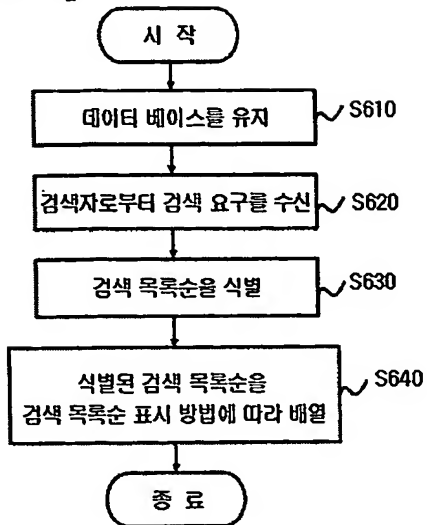 시 작
데이터 베이스를 유지
S610
검색자로부터 검색 요구를 수신
S620
검색 목록순을 식별
S630
식별된 검색 목록순을
검색 목록순 표시 방법에 따라 배열
S640
종 료